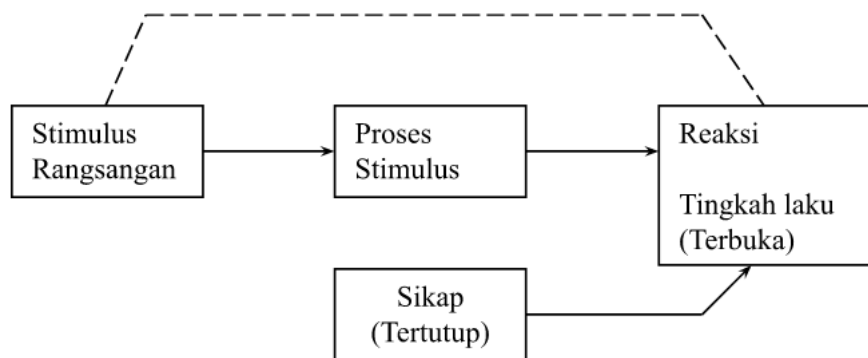 Stimulus
Rangsangan
Proses
Stimulus
Reaksi
Tingkah laku
(Terbuka)
Sikap
(Tertutup)